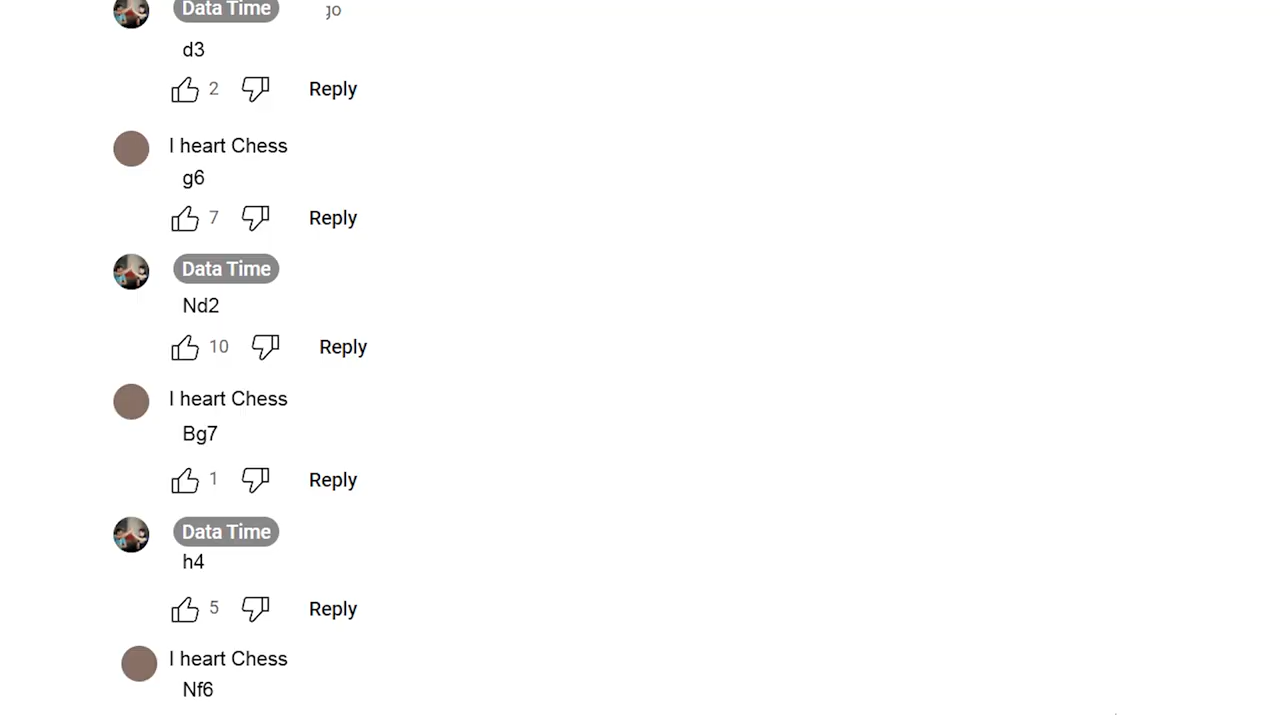 Data Time go
d3
2 Reply
I heart Chess
g6
7 Reply
Data Time
Nd2
10 Reply
I heart Chess
Bg7
1 Reply
Data Time
h4
5 Reply
I heart Chess
Nf6